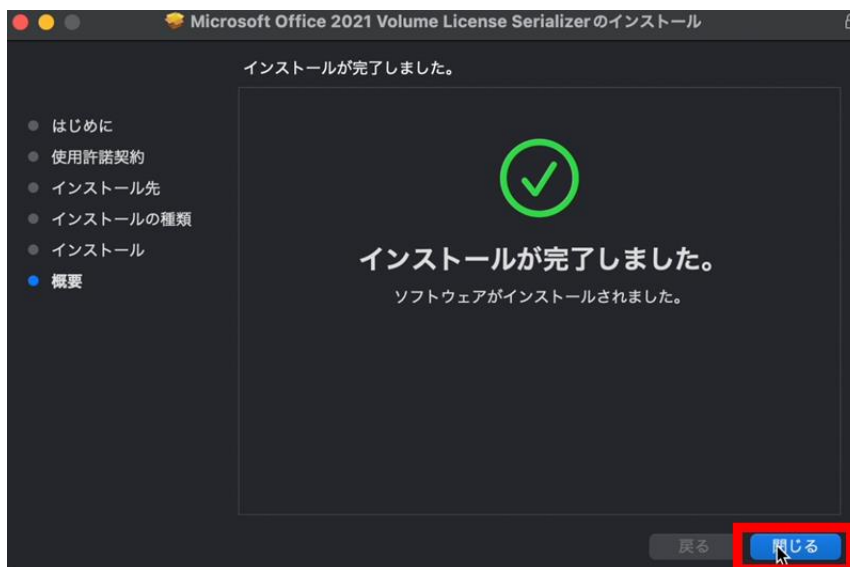 Microsoft Office 2021 Volume License Serializerのインストール
インストールが完了しました。
はじめに
使用許諾契約
インストール先
インストールの種類
インストール
概要
インストールが完了しました。
ソフトウェアがインストールされました。
戻る
閉じる